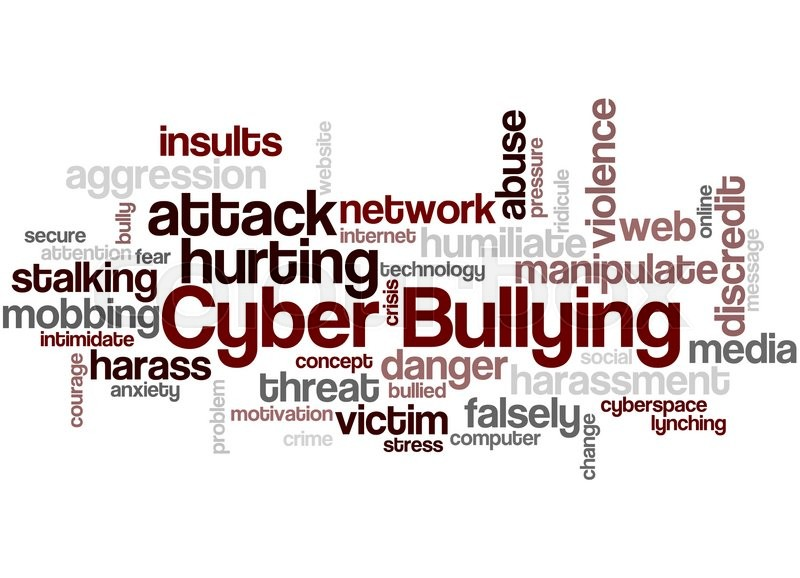 insults
website
aggression
abuse
pressure
violence
ridicule
bully
attack
network
web
online
discredit
message
secure
attention
fear
internet
humiliate
hurting
technology
manipulate
stalking
mobbing
crisis
Cyber Bullying
intimidate
media
courage
harass
concept
danger
social
anxiety
problem
threat
bullied
harassment
motivation
victim
falsely
cyberspace
lynching
crime
stress
computer
change